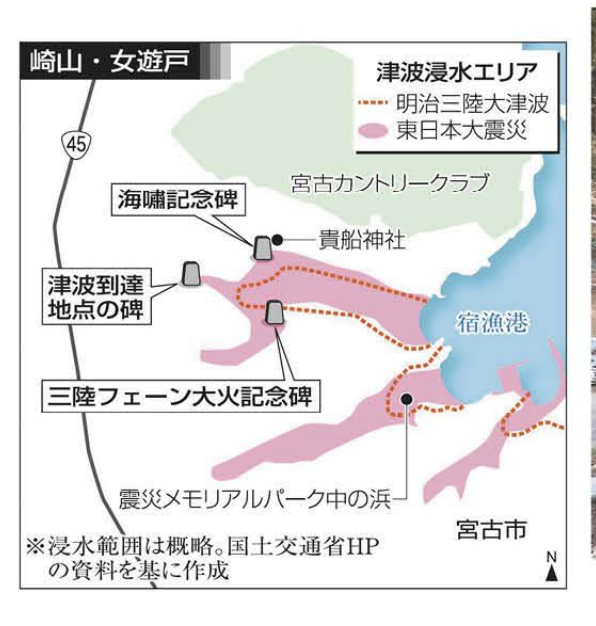 崎山・女遊戸
津波浸水エリア
明治三陸大津波
東日本大震災
45
宮古カントリークラブ
海嘯記念碑
貴船神社
津波到達
地点の碑
宿漁港
三陸フェーン大火記念碑
震災メモリアルパーク中の浜
宮古市
※浸水範囲は概略。国土交通省HP
の資料を基に作成
N